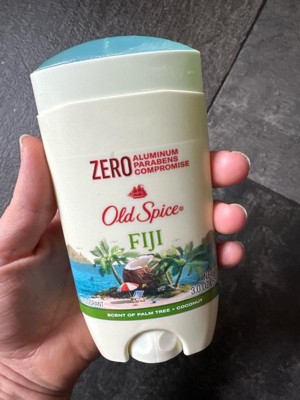 ZERO
ALUMINUM
PARABENS
COMPROMISE
Old Spice®
FIJI
SCENT OF PALM TREE + COCONUT